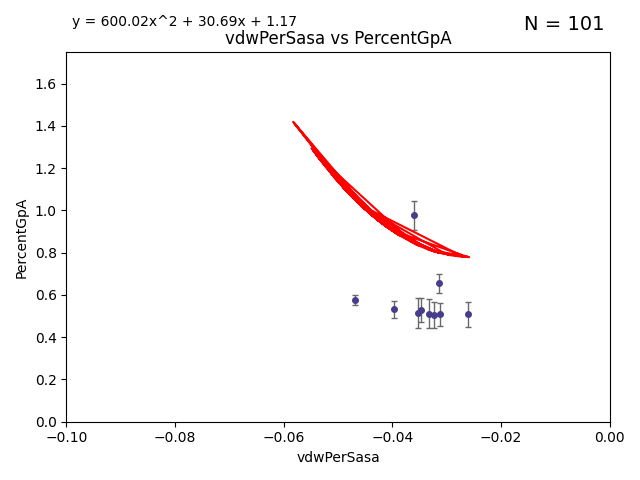 y = 600.02x^2 + 30.69x + 1.17
N = 101
vdwPerSasa vs PercentGpA
PercentGpA
1.6
1.4
1.2
1.0
0.8
0.6
0.4
0.2
0.0
−0.10 −0.08 −0.06 −0.04 −0.02 0.00
vdwPerSasa